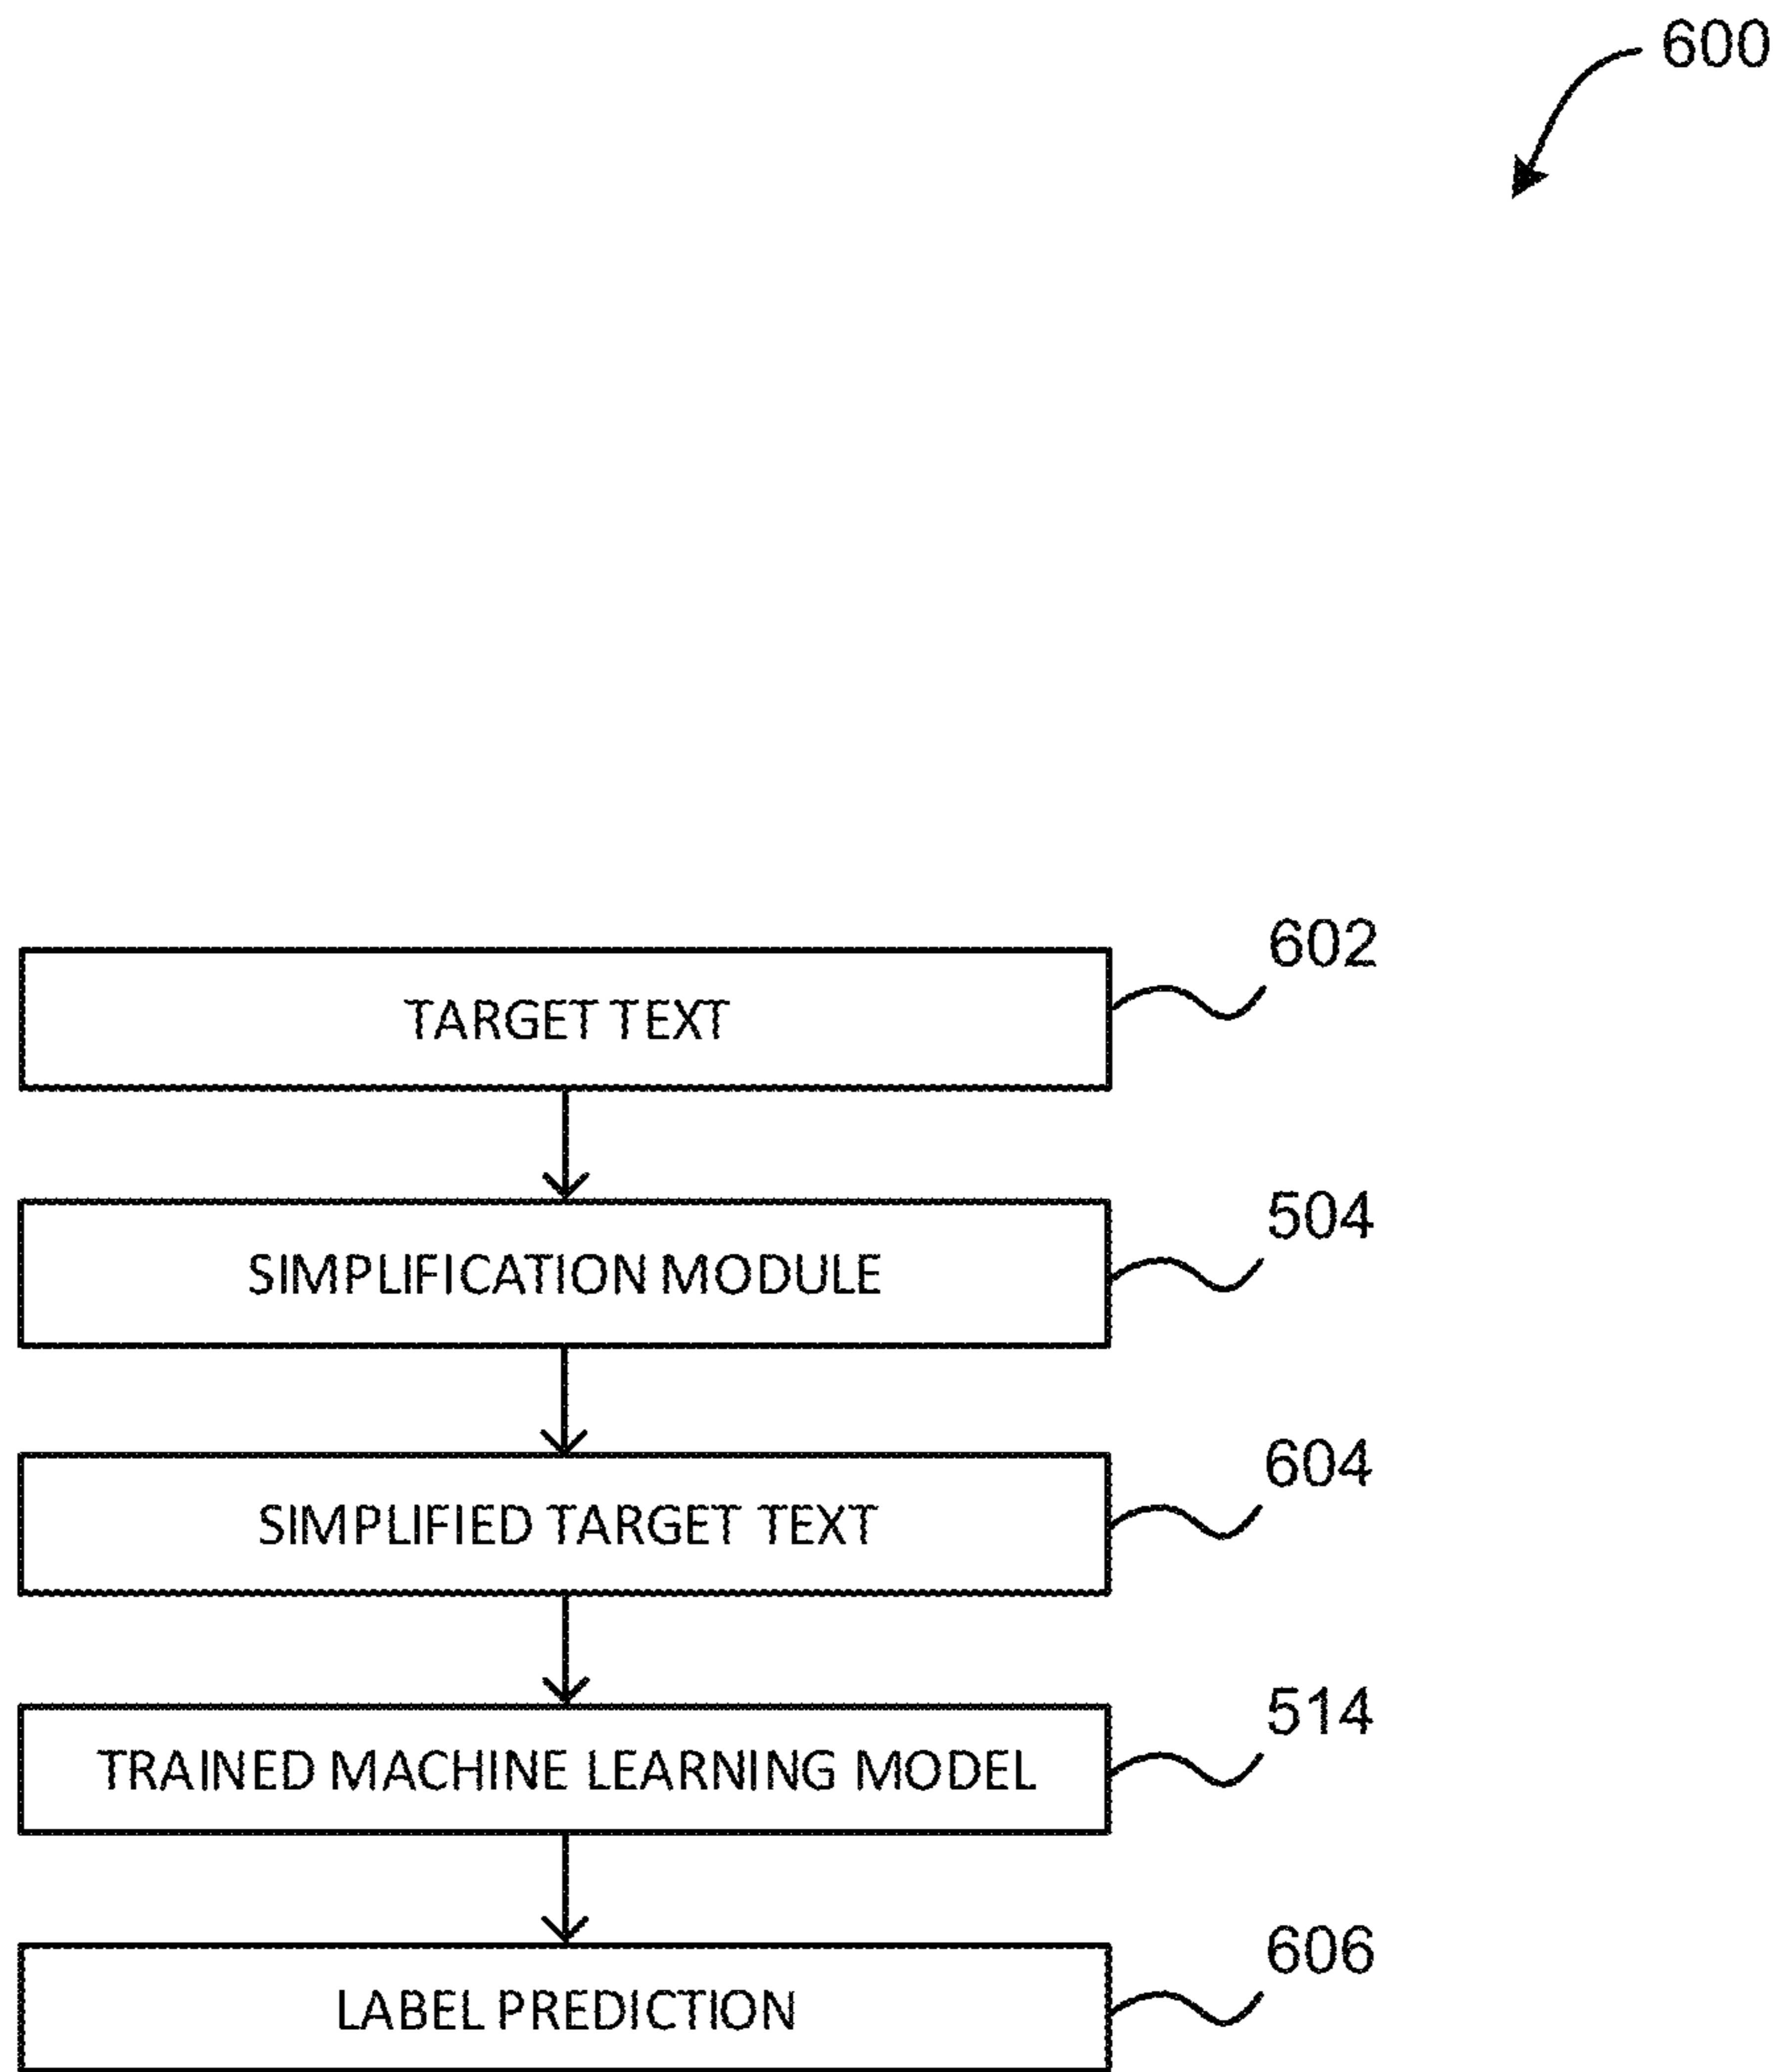 600
602
TARGET TEXT
504
SIMPLIFICATION MODULE
604
SIMPLIFIED TARGET TEXT
514
TRAINED MACHINE LEARNING MODEL
606
LABEL PREDICTION